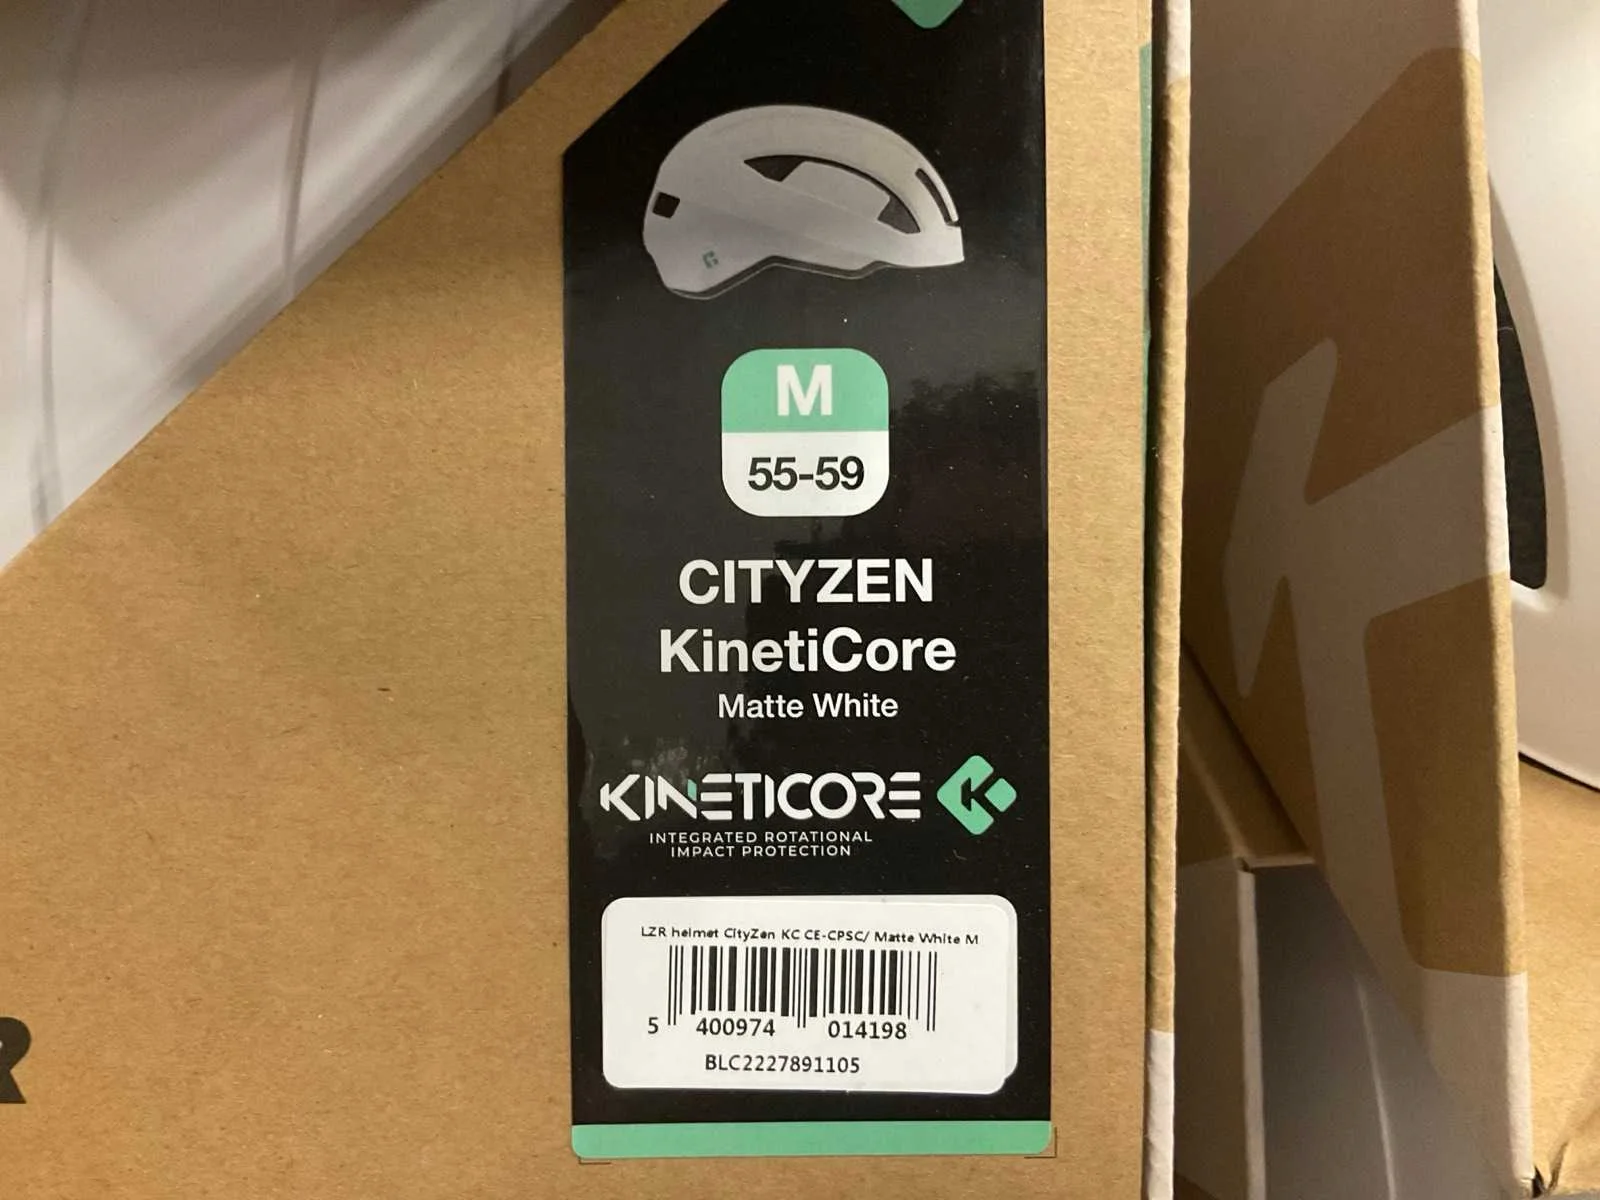 M
55-59
CITYZEN
KinetiCore
Matte White
KINETICORE
INTEGRATED ROTATIONAL
IMPACT PROTECTION
LZR helmet CityZen KC CE-CPSC/ Matte White M
5 400974 014198
BLC2227891105
R